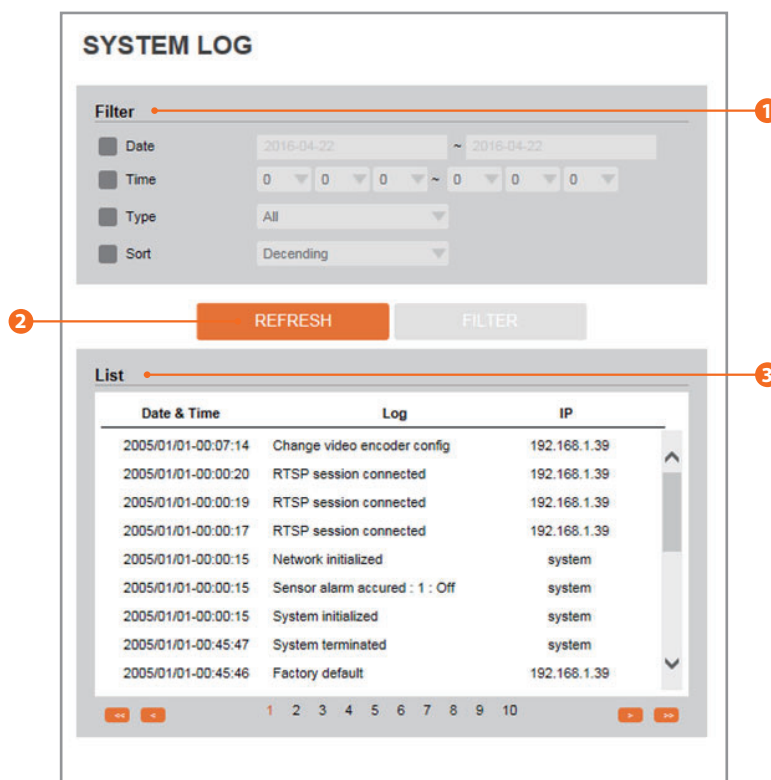 SYSTEM LOG
Filter
1
Date 2016-04-22 ~ 2016-04-22
Time 0 0 0 ~ 0 0 0
Type All
Sort Decending
2
REFRESH FILTER
List
3
Date & Time Log IP
2005/01/01-00:07:14 Change video encoder config 192.168.1.39
2005/01/01-00:00:20 RTSP session connected 192.168.1.39
2005/01/01-00:00:19 RTSP session connected 192.168.1.39
2005/01/01-00:00:17 RTSP session connected 192.168.1.39
2005/01/01-00:00:15 Network initialized system
2005/01/01-00:00:15 Sensor alarm accured : 1 : Off system
2005/01/01-00:00:15 System initialized system
2005/01/01-00:45:47 System terminated system
2005/01/01-00:45:46 Factory default 192.168.1.39
<< < 1 2 3 4 5 6 7 8 9 10 > >>